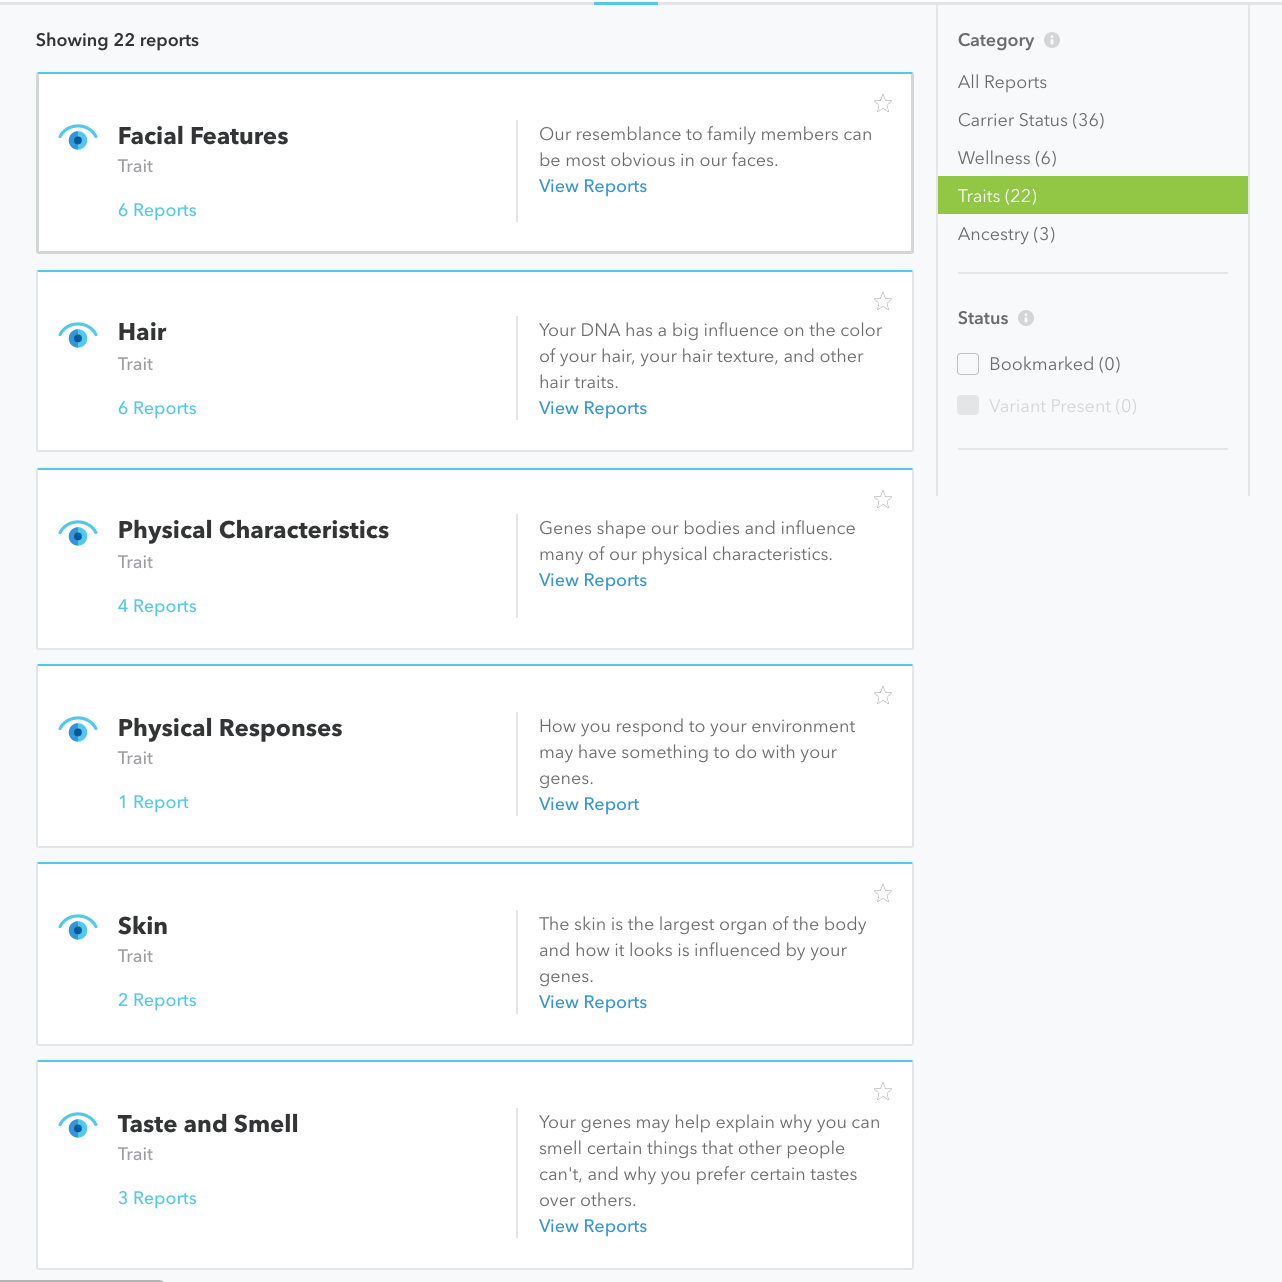 Showing 22 reports
Facial Features
Trait
6 Reports
Our resemblance to family members can
be most obvious in our faces.
View Reports
Hair
Trait
6 Reports
Your DNA has a big influence on the color
of your hair, your hair texture, and other
hair traits.
View Reports
Physical Characteristics
Trait
4 Reports
Genes shape our bodies and influence
many of our physical characteristics.
View Reports
Physical Responses
Trait
1 Report
How you respond to your environment
may have something to do with your
genes.
View Report
Skin
Trait
2 Reports
The skin is the largest organ of the body
and how it looks is influenced by your
genes.
View Reports
Taste and Smell
Trait
3 Reports
Your genes may help explain why you can
smell certain things that other people
can't, and why you prefer certain tastes
over others.
View Reports
Category
All Reports
Carrier Status (36)
Wellness (6)
Traits (22)
Ancestry (3)
Status
Bookmarked (0)
Variant Present (0)